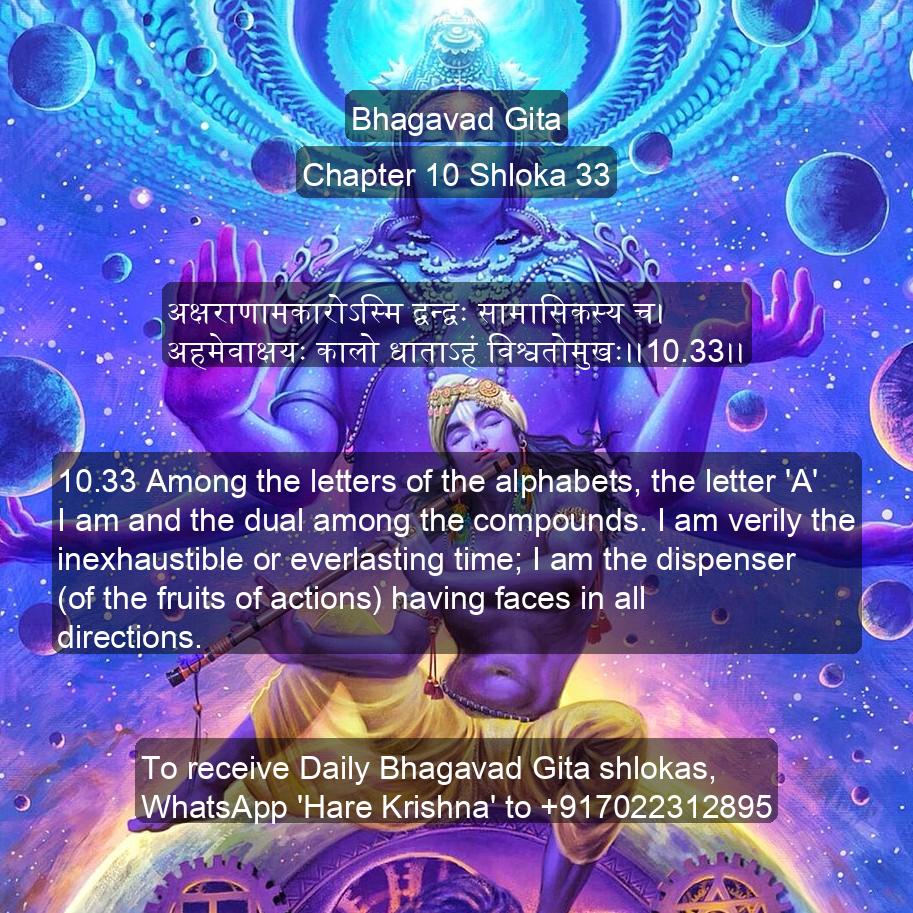 Bhagavad Gita
Chapter 10 Shloka 33
अक्षराणामकारोऽस्मि द्वन्द्वः सामासिकस्य च।
अहमेवाक्षयः कालो धाताऽहं विश्वतोमुखः।।10.33।।
10.33 Among the letters of the alphabets, the letter 'A'
I am and the dual among the compounds. I am verily the
inexhaustible or everlasting time; I am the dispenser
(of the fruits of actions) having faces in all
directions.
To receive Daily Bhagavad Gita shlokas,
WhatsApp 'Hare Krishna' to +917022312895